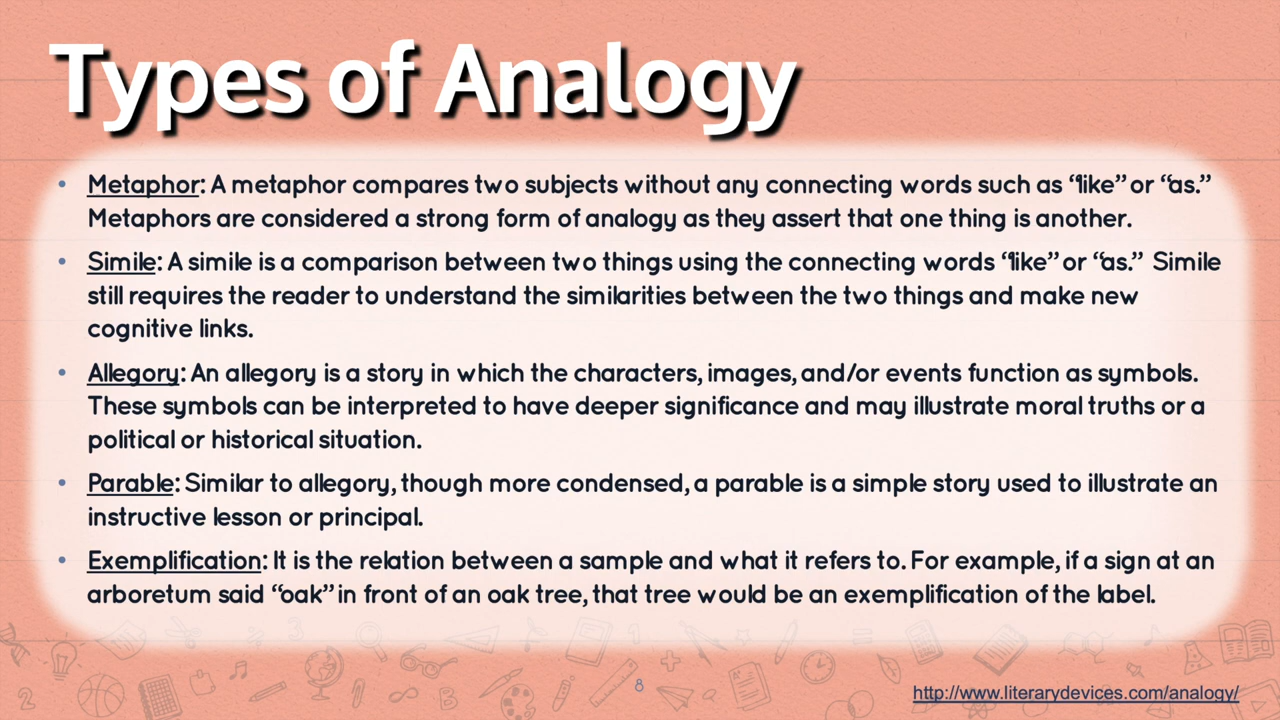 Types of Analogy
• Metaphor: A metaphor compares two subjects without any connecting words such as “like” or “as.”
Metaphors are considered a strong form of analogy as they assert that one thing is another.
• Simile: A simile is a comparison between two things using the connecting words “like” or “as.” Simile
still requires the reader to understand the similarities between the two things and make new
cognitive links.
• Allegory: An allegory is a story in which the characters, images, and/or events function as symbols.
These symbols can be interpreted to have deeper significance and may illustrate moral truths or a
political or historical situation.
• Parable: Similar to allegory, though more condensed, a parable is a simple story used to illustrate an
instructive lesson or principal.
• Exemplification: It is the relation between a sample and what it refers to. For example, if a sign at an
arboretum said “oak” in front of an oak tree, that tree would be an exemplification of the label.
8
http://www.literarydevices.com/analogy/